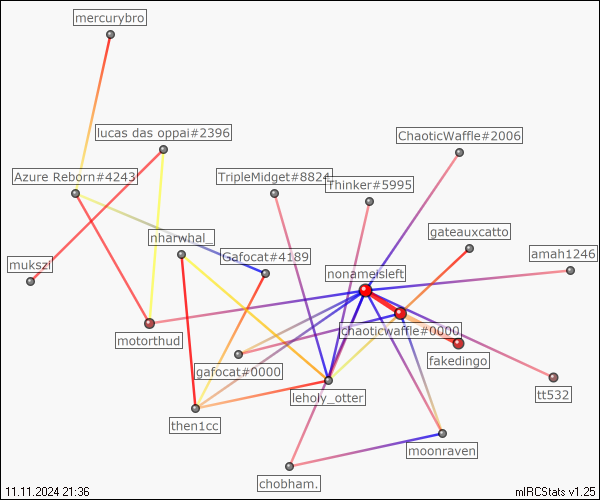 mercurybro
lucas das oppai#2396
ChaoticWaffle#2006
Azure Reborn#4243
TripleMidget#8824
Thinker#5995
nharwhal_
gateauxcatto
Gafocat#4189
amah1246
mukszi
nonamesleft
motorthud
chaoticwaffle#0000
fakedingo
gafocat#0000
leholy_otter
tt532
then1cc
moonraven
chobham.
11.11.2024 21:36
mIRCStats v1.25